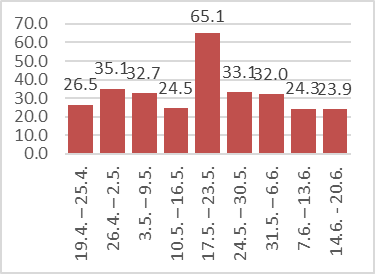 70.0
60.0
50.0
40.0
30.0
20.0
10.0
0.0
26.5
35.1
32.7
24.5
65.1
33.1
32.0
24.3
23.9
19.4. – 25.4.
26.4. – 2.5.
3.5. – 9.5.
10.5. – 16.5.
17.5. – 23.5.
24.5. – 30.5.
31.5. – 6.6.
7.6. – 13.6.
14.6. - 20.6.